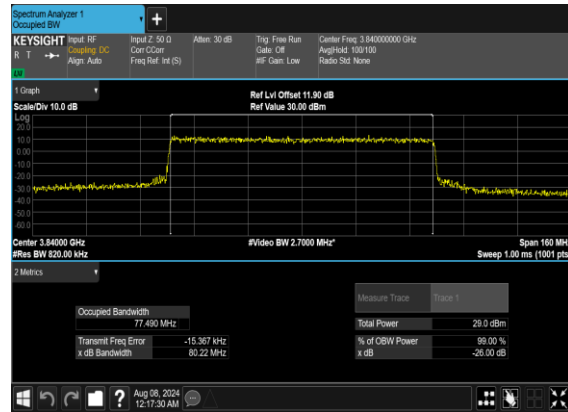 Spectrum Analyzer 1
Occupied BW
+
KEYSIGHT Input: RF Input Z: 50 Ω Atten: 30 dB Trig: Free Run Center Freq: 3.840000000 GHz
R T Coupling: DC Corr CCorr Gate: Off Avg|Hold: 100/100
Align: Auto Freq Ref: Int (S) #IF Gain: Low Radio Std: None
LW
1 Graph
Ref Lvl Offset 11.90 dB
Scale/Div 10.0 dB Ref Value 30.00 dBm
Log
20.0
10.0
0.00
-10.0
-20.0
-30.0
-40.0
-50.0
-60.0
Center 3.84000 GHz #Video BW 2.7000 MHz* Span 160 MH
#Res BW 820.00 kHz Sweep 1.00 ms (1001 pts
2 Metrics
Measure Trace Trace 1
Occupied Bandwidth
77.490 MHz Total Power 29.0 dBm
Transmit Freq Error -15.367 kHz % of OBW Power 99.00 %
x dB Bandwidth 80.22 MHz x dB -26.00 dB
? Aug 08, 2024
12:17:30 AM